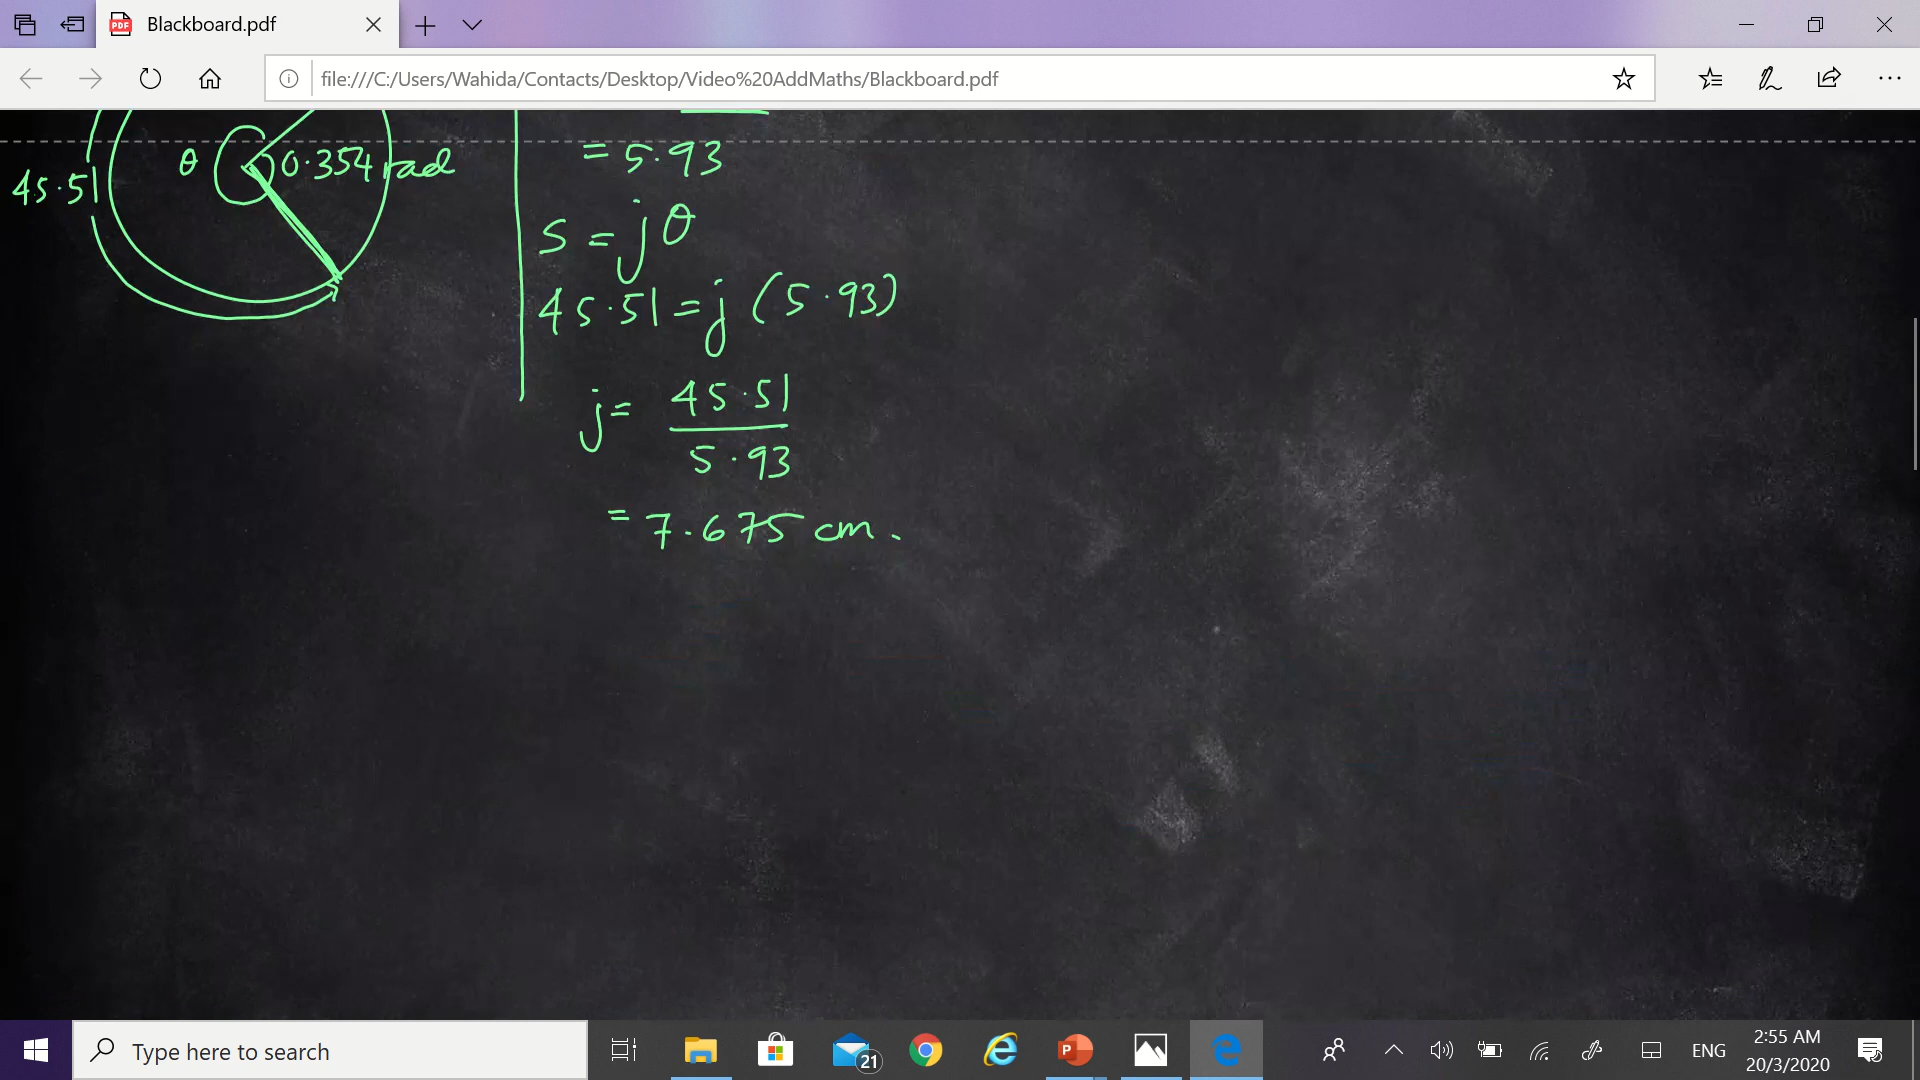 Blackboard.pdf
file:///C:/Users/Wahida/Contacts/Desktop/Video%20AddMaths/Blackboard.pdf
θ 0.354 rad
45.51
= 5.93
s = jθ
45.51 = j (5.93)
j = 45.51
5.93
= 7.675 cm.
Type here to search
21
ENG
2:55 AM
20/3/2020